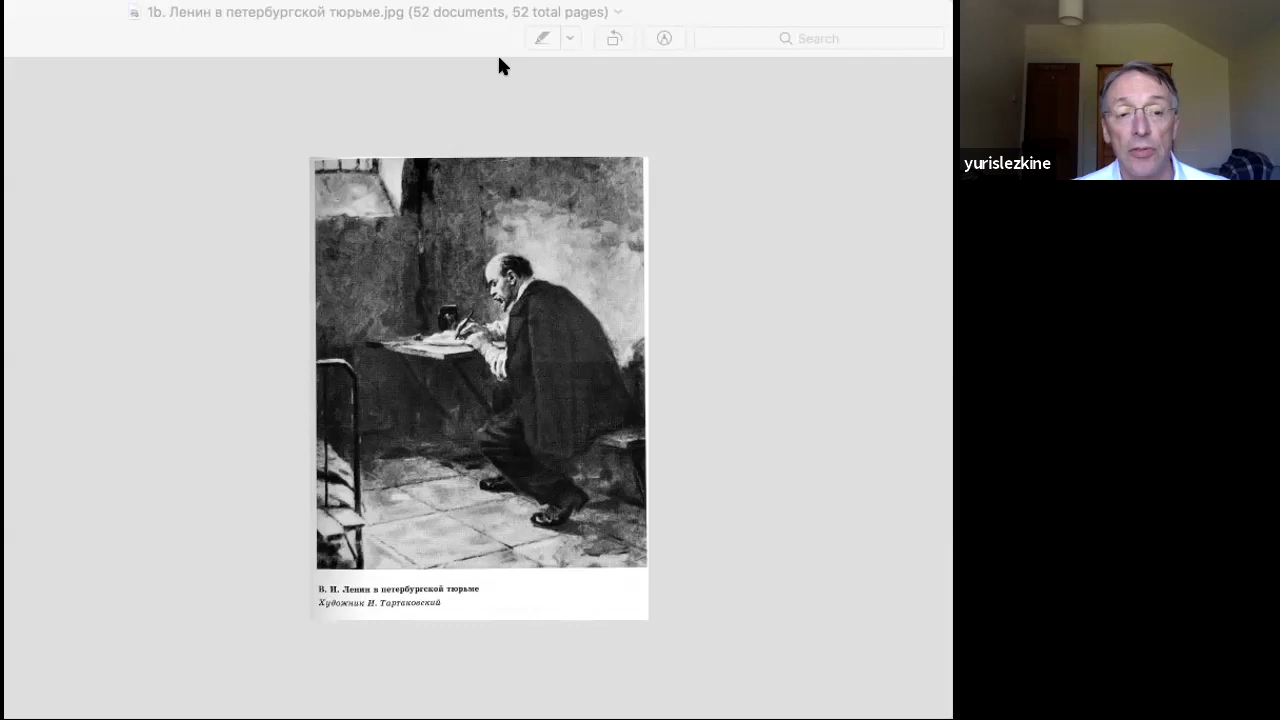 1b. Ленин в петербургской тюрьме.jpg (52 documents, 52 total pages)
Search
yurislezkine
В. И. Ленин в петербургской тюрьме
Художник И. Тартаковский